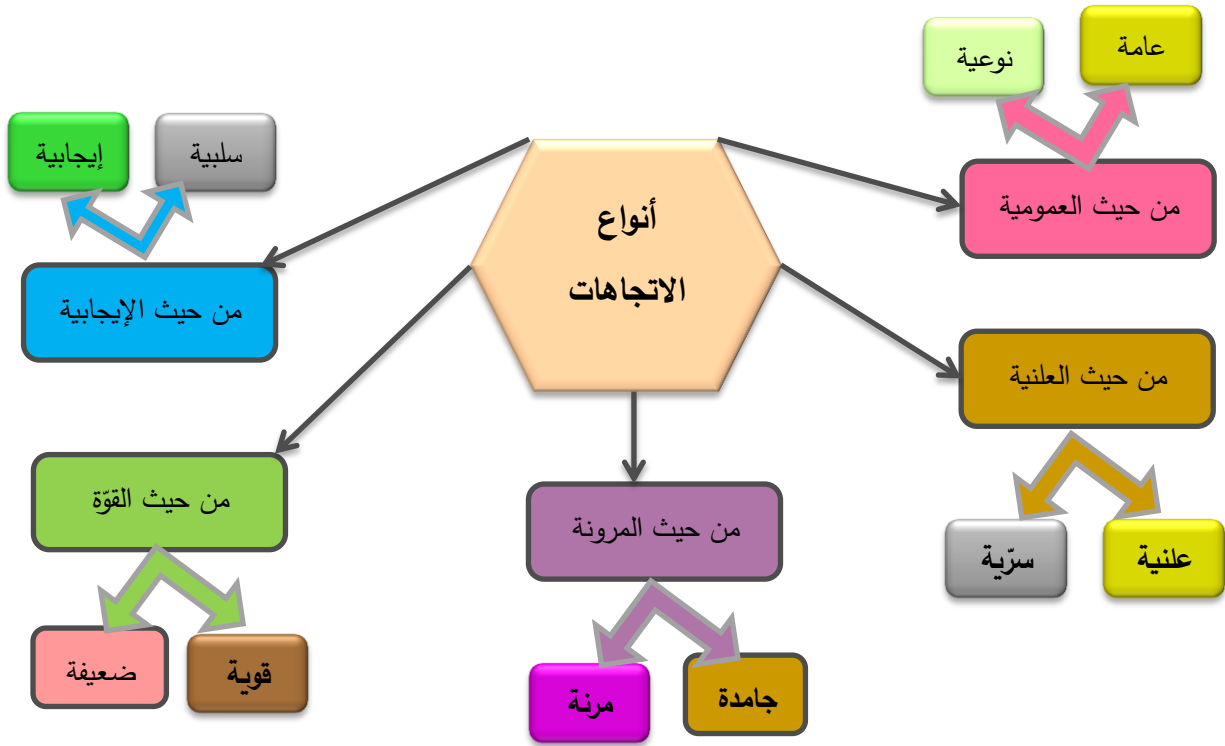 أنواع
الاتجاهات
عامة
نوعية
من حيث العمومية
علنية
سرّية
من حيث العلنية
من حيث المرونة
جامدة
مرنة
من حيث القوّة
قوية
ضعيفة
سلبية
إيجابية
من حيث الإيجابية